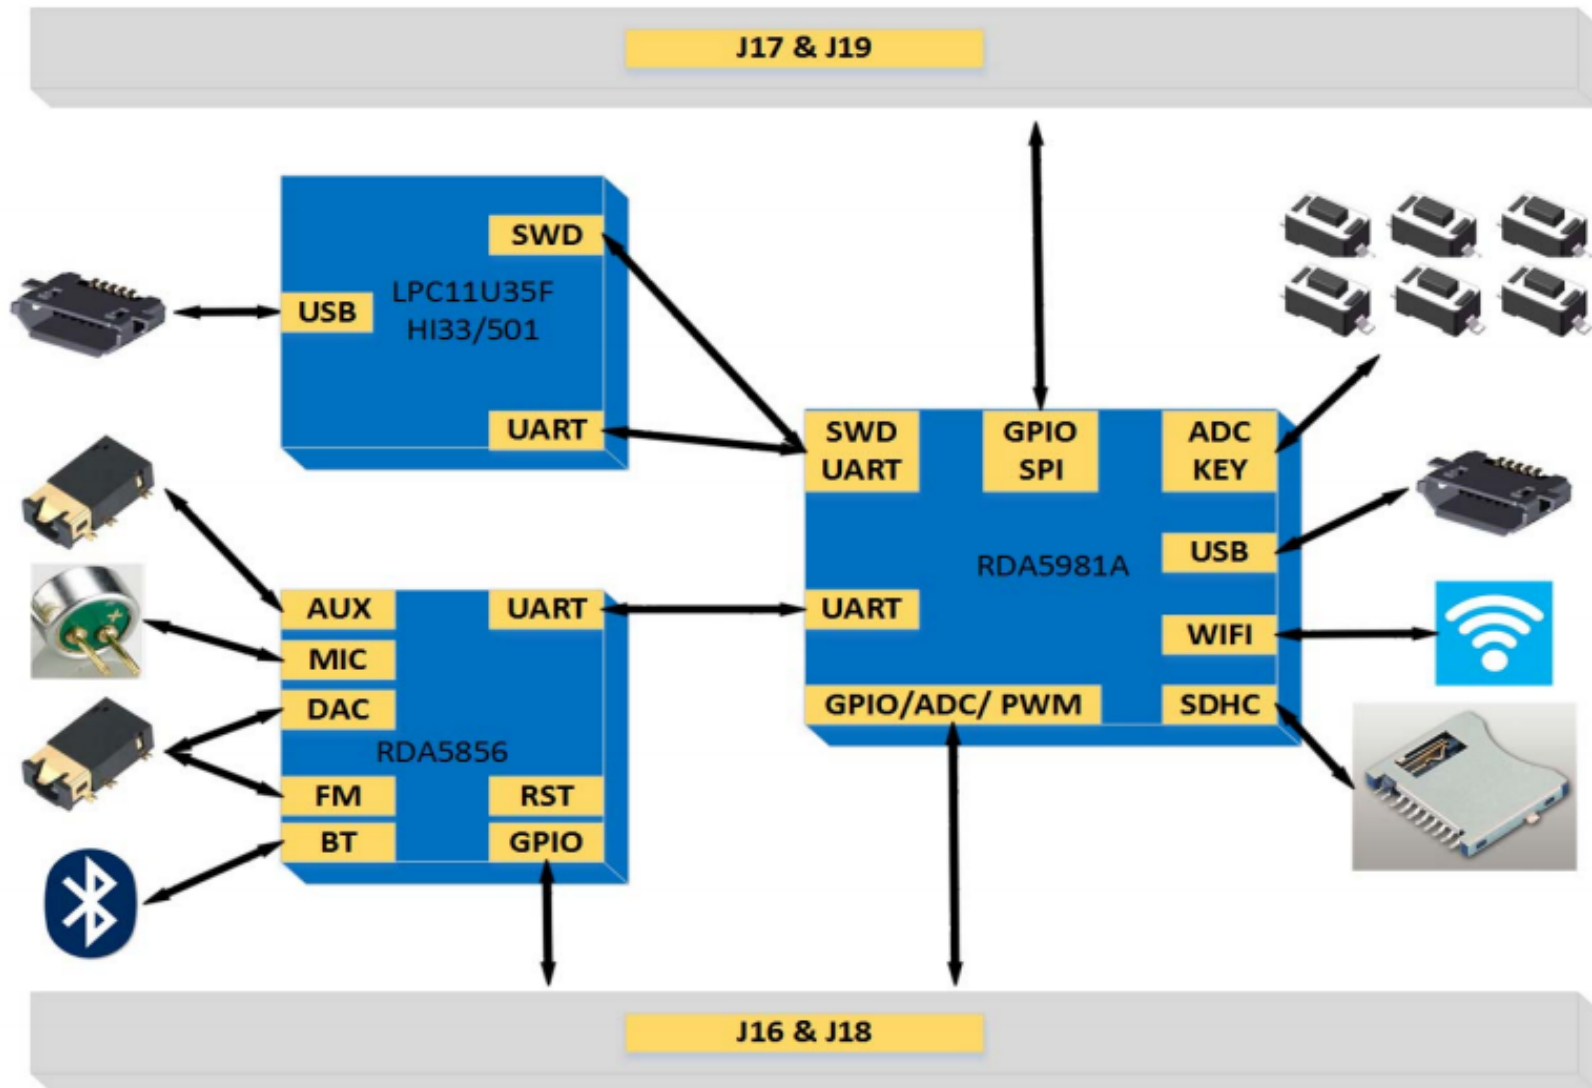 J17 & J19
SWD
LPC11U35F
HI33/501
USB
UART
SWD
UART
GPIO
SPI
ADC
KEY
USB
RDA5981A
UART
WIFI
GPIO/ADC/ PWM
SDHC
AUX
UART
MIC
DAC
RDA5856
FM
RST
BT
GPIO
J16 & J18